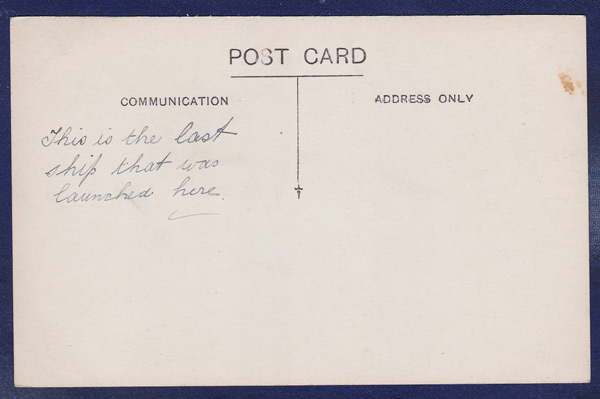 POST CARD
COMMUNICATION
ADDRESS ONLY
This is the last
ship that was
launched here.